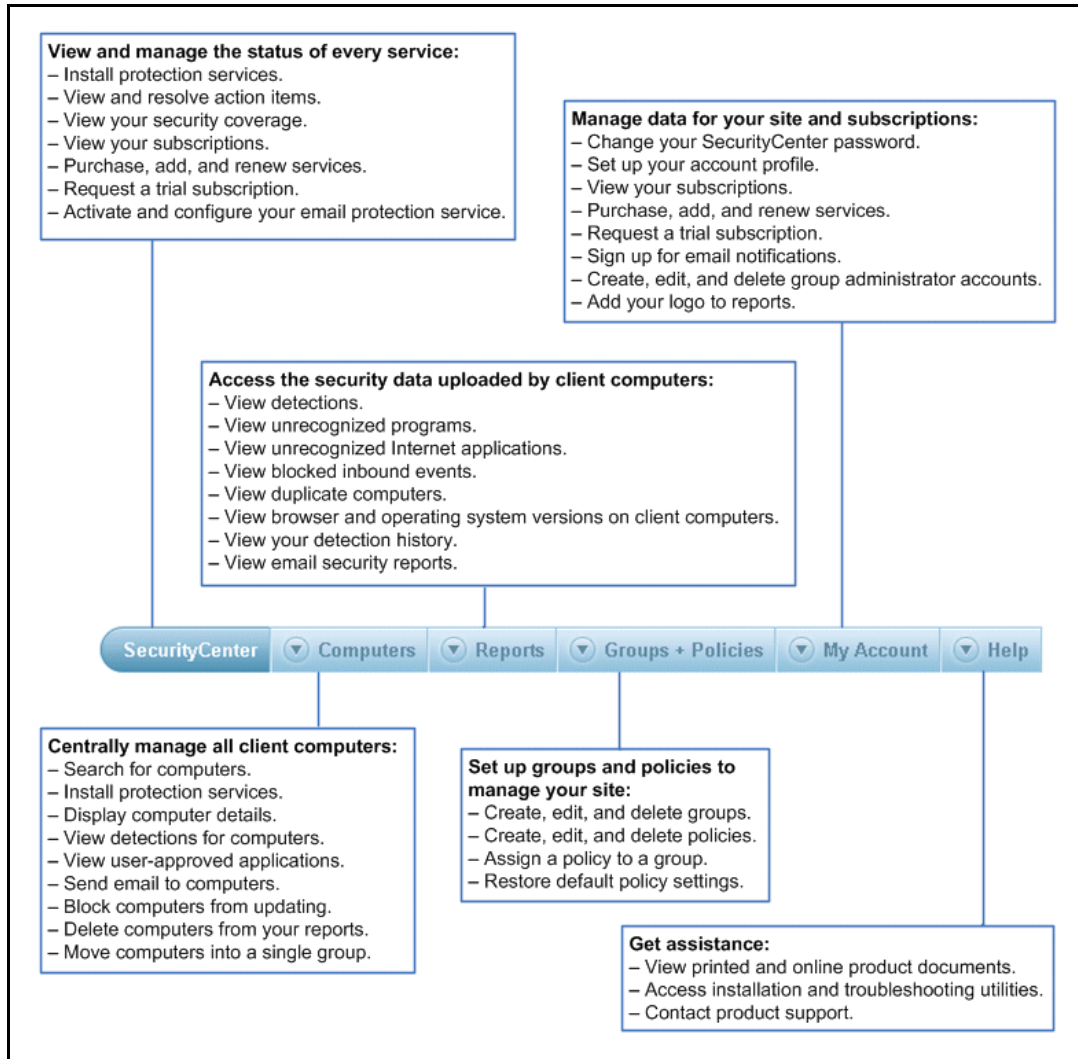 View and manage the status of every service:
– Install protection services.
– View and resolve action items.
– View your security coverage.
– View your subscriptions.
– Purchase, add, and renew services.
– Request a trial subscription.
– Activate and configure your email protection service.
Manage data for your site and subscriptions:
– Change your SecurityCenter password.
– Set up your account profile.
– View your subscriptions.
– Purchase, add, and renew services.
– Request a trial subscription.
– Sign up for email notifications.
– Create, edit, and delete group administrator accounts.
– Add your logo to reports.
Access the security data uploaded by client computers:
– View detections.
– View unrecognized programs.
– View unrecognized Internet applications.
– View blocked inbound events.
– View duplicate computers.
– View browser and operating system versions on client computers.
– View your detection history.
– View email security reports.
SecurityCenter Computers Reports Groups + Policies My Account Help
Centrally manage all client computers:
– Search for computers.
– Install protection services.
– Display computer details.
– View detections for computers.
– View user-approved applications.
– Send email to computers.
– Block computers from updating.
– Delete computers from your reports.
– Move computers into a single group.
Set up groups and policies to
manage your site:
– Create, edit, and delete groups.
– Create, edit, and delete policies.
– Assign a policy to a group.
– Restore default policy settings.
Get assistance:
– View printed and online product documents.
– Access installation and troubleshooting utilities.
– Contact product support.